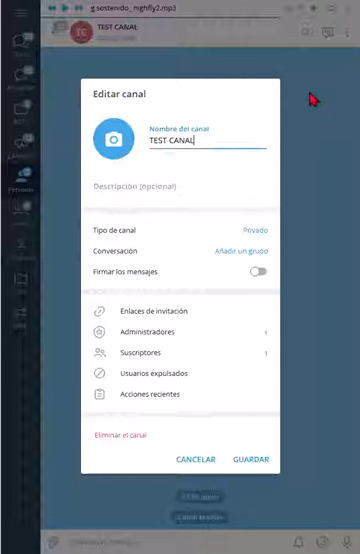 g sostenido_ nighfly2.mp3
TC TEST CANAL
Editar canal
Nombre del canal
TEST CANAL
Descripción (opcional)
Tipo de canal Privado
Conversación Añadir un grupo
Firmar los mensajes
Enlaces de invitación
Administradores 1
Suscriptores 1
Usuarios expulsados
Acciones recientes
Eliminar el canal
CANCELAR GUARDAR